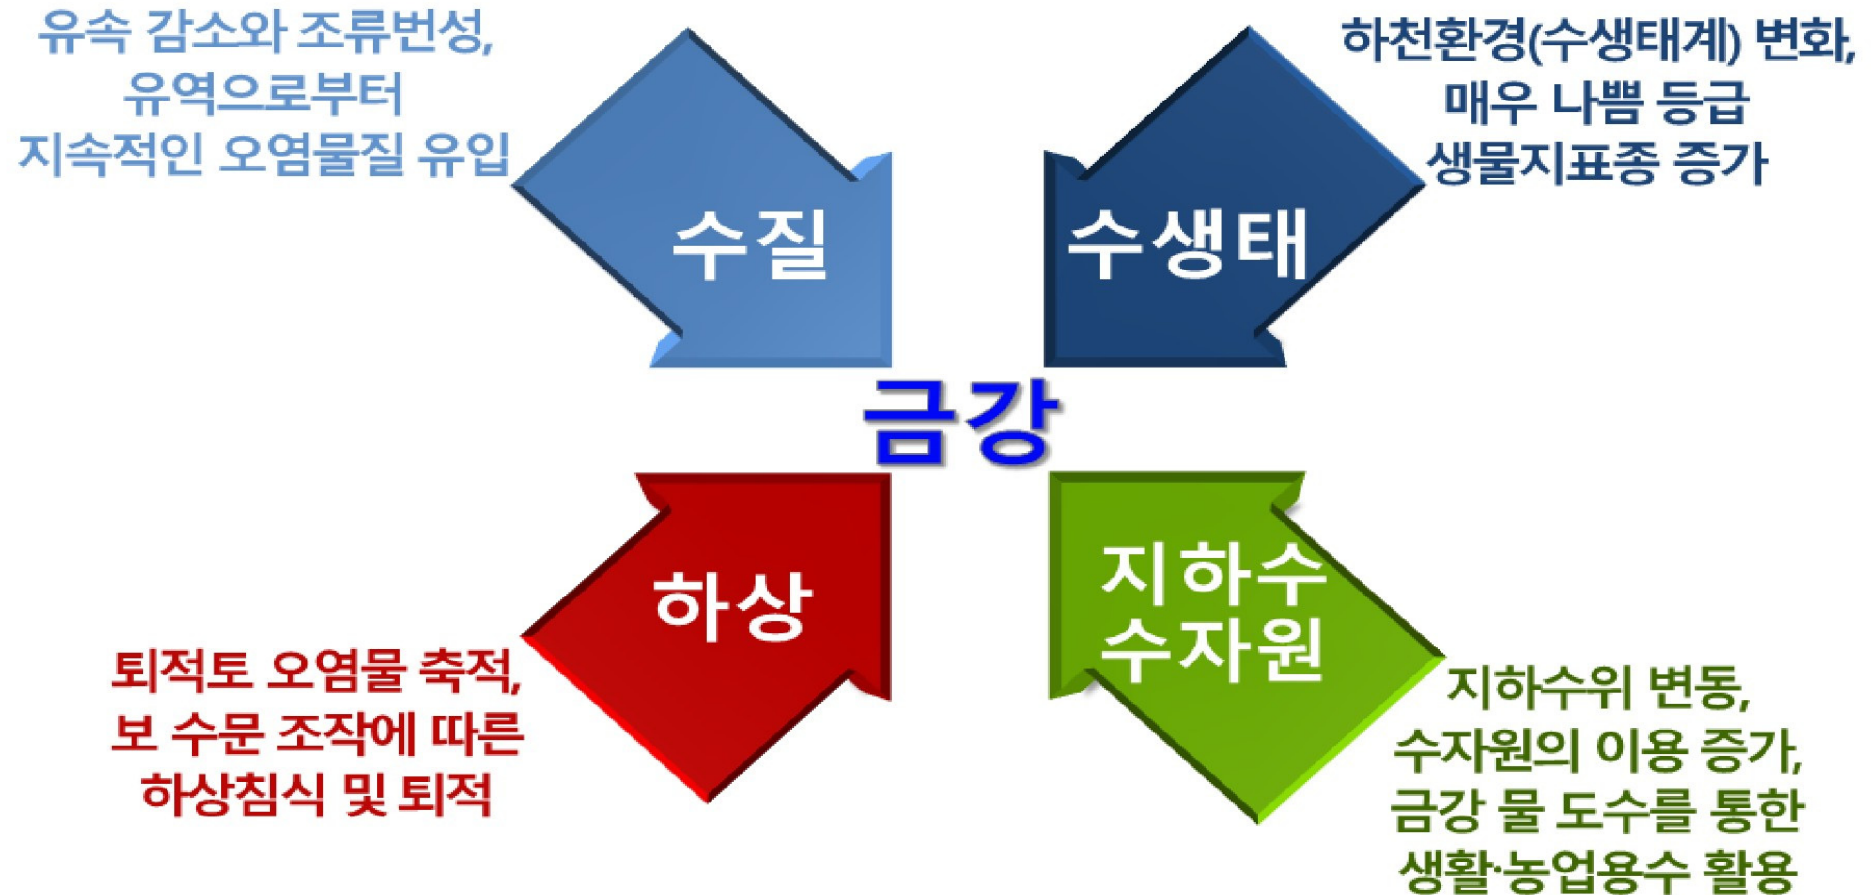 유속 감소와 조류번성,
유역으로부터
지속적인 오염물질 유입
수질
하천환경(수생태계) 변화,
매우 나쁨 등급
생물지표종 증가
수생태
금강
하상
퇴적토 오염물 축적,
보 수문 조작에 따른
하상침식 및 퇴적
지하수
수자원
지하수위 변동,
수자원의 이용 증가,
금강 물 도수를 통한
생활·농업용수 활용